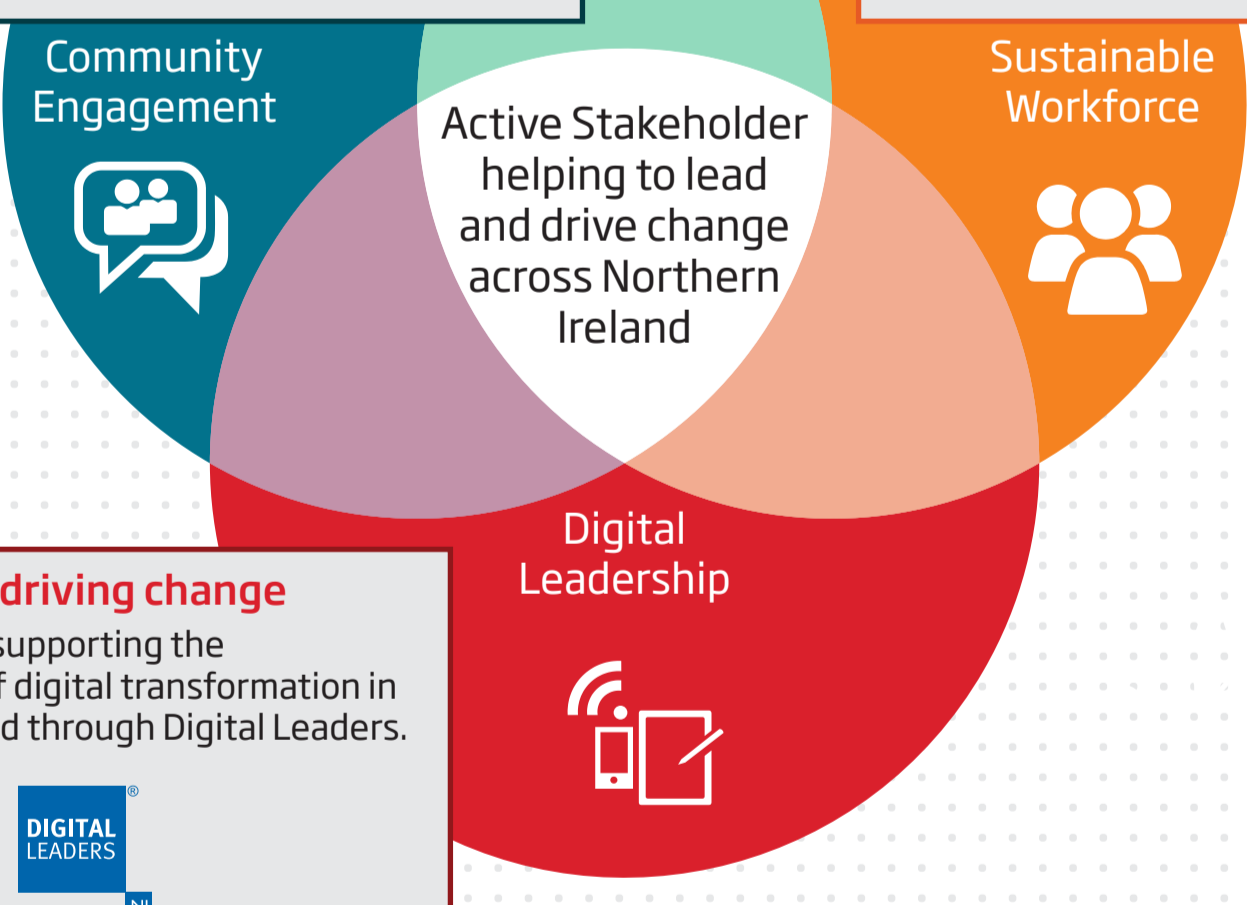 Community
Engagement
Sustainable
Workforce
Active Stakeholder
helping to lead
and drive change
across Northern
Ireland
Digital
Leadership
driving change
supporting the
digital transformation in
through Digital Leaders.
DIGITAL
LEADERS
®
NI